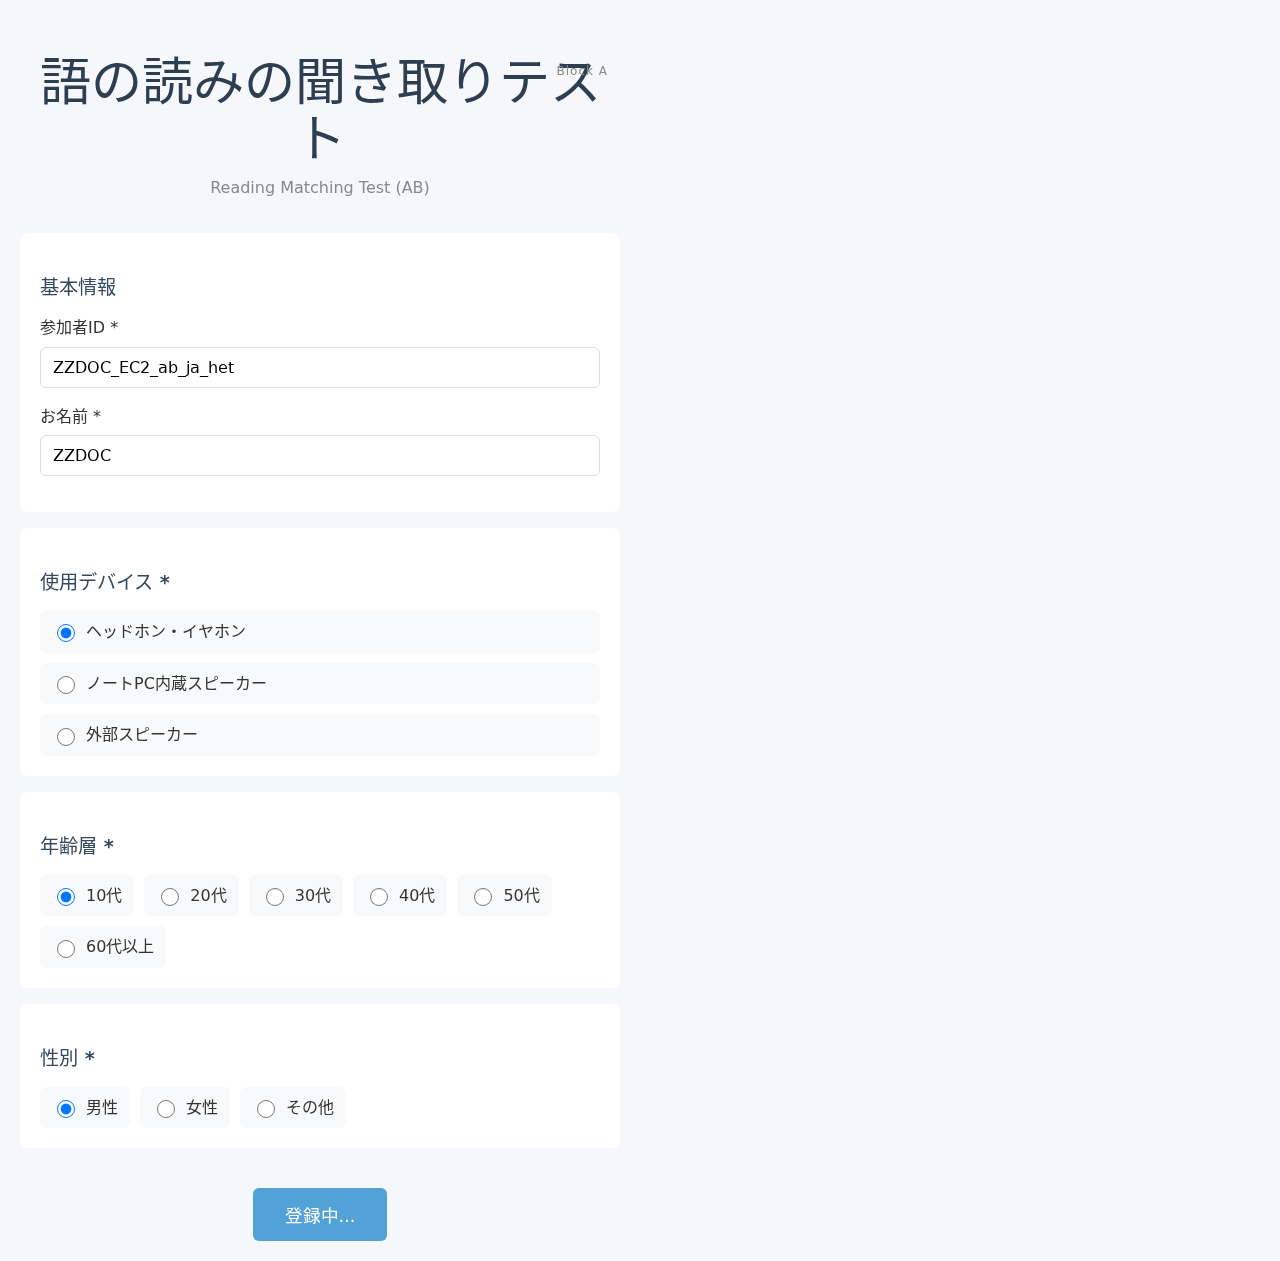 語の読みの聞き取りテス
ト
Block A
Reading Matching Test (AB)
基本情報
参加者ID *
ZZDOC_EC2_ab_ja_het
お名前 *
ZZDOC
使用デバイス *
ヘッドホン・イヤホン
ノートPC内蔵スピーカー
外部スピーカー
年齢層 *
10代 20代 30代 40代 50代
60代以上
性別 *
男性 女性 その他
登録中...